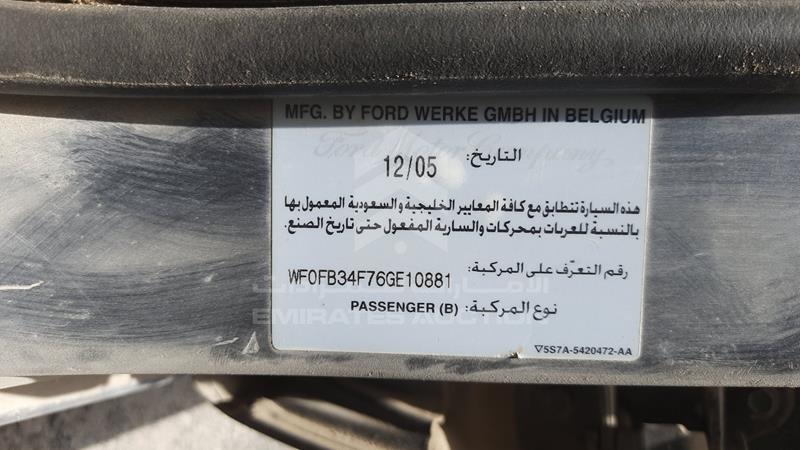 MFG. BY FORD WERKE GMBH IN BELGIUM
Ford Motor Company
التاريخ: 12/05
هذه السيارة تتطابق مع كافة المعايير الخليجية والسعودية المعمول بها
بالنسبة للعربات بمحركات والسارية المفعول حتى تاريخ الصنع.
رقم التعرّف على المركبة: WF0FB34F76GE10881
نوع المركبة: PASSENGER (B)
الإمارات للمزادات
EMIRATES AUCTION
5S7A-5420472-AA